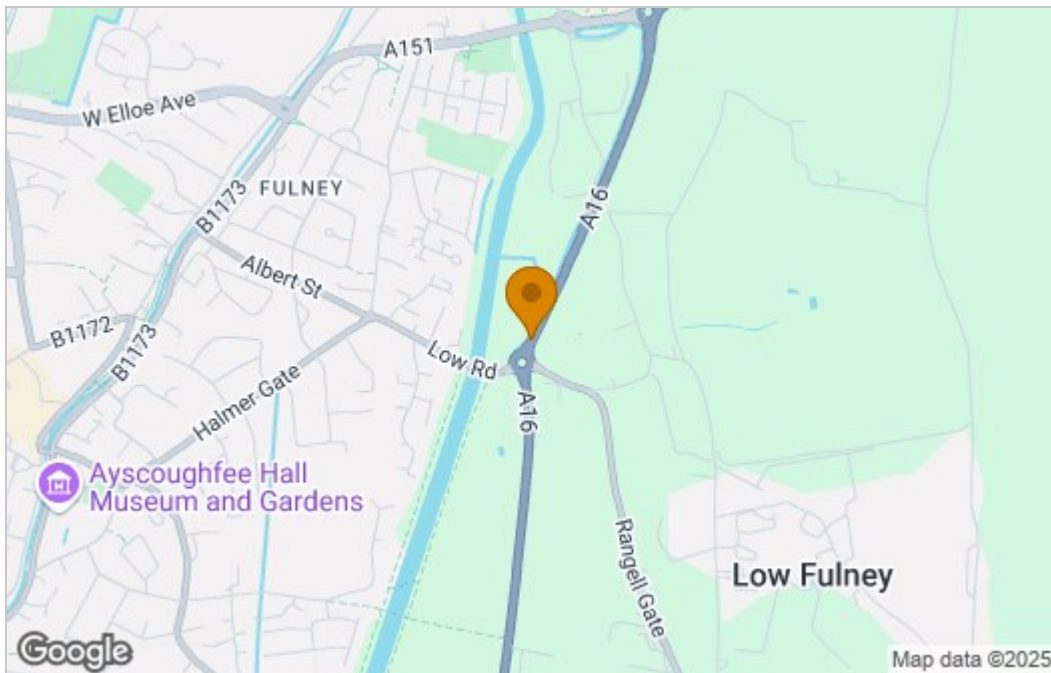 A151
W Elloe Ave
FULNEY
B1173
A16
Albert St
B1172
B1173
Low Rd
Halmer Gate
A16
Ayscoughfee Hall
Museum and Gardens
Rangell Gate
Low Fulney
Google
Map data ©2025